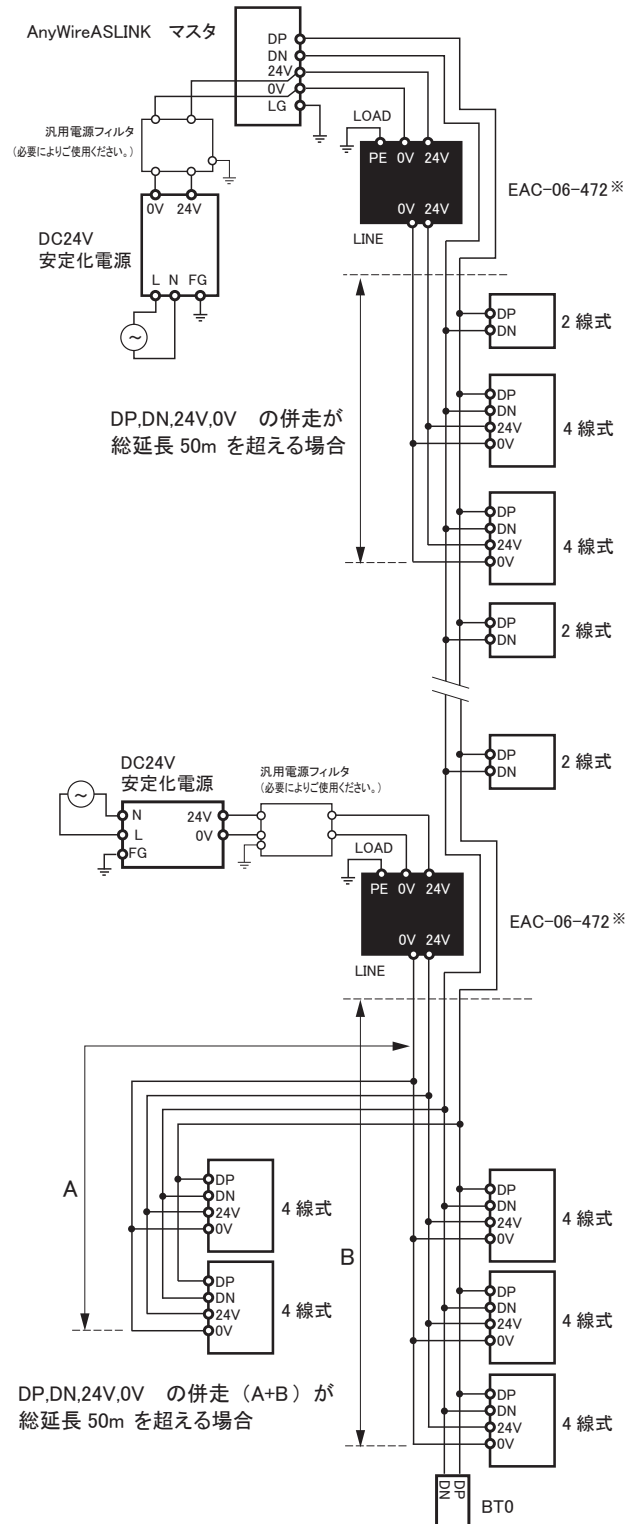 AnyWireASLINK マスタ
DP
DN
24V
0V
LG
汎用電源フィルタ
(必要によりご使用ください。)
LOAD
PE 0V 24V
0V 24V
LINE
EAC-06-472※
0V 24V
DC24V
安定化電源
L N FG
~
DP
DN
2線式
DP,DN,24V,0V の併走が
総延長50m を超える場合
DP
DN
24V
0V
4線式
DP
DN
24V
0V
4線式
DP
DN
2線式
DP
DN
2線式
DC24V
安定化電源
汎用電源フィルタ
(必要によりご使用ください。)
~
N
L
FG
24V
0V
LOAD
PE 0V 24V
0V 24V
LINE
EAC-06-472※
A
DP
DN
24V
0V
4線式
DP
DN
24V
0V
4線式
B
DP
DN
24V
0V
4線式
DP
DN
24V
0V
4線式
DP
DN
24V
0V
4線式
DP,DN,24V,0V の併走(A+B)が
総延長50m を超える場合
DN
DP
BT0